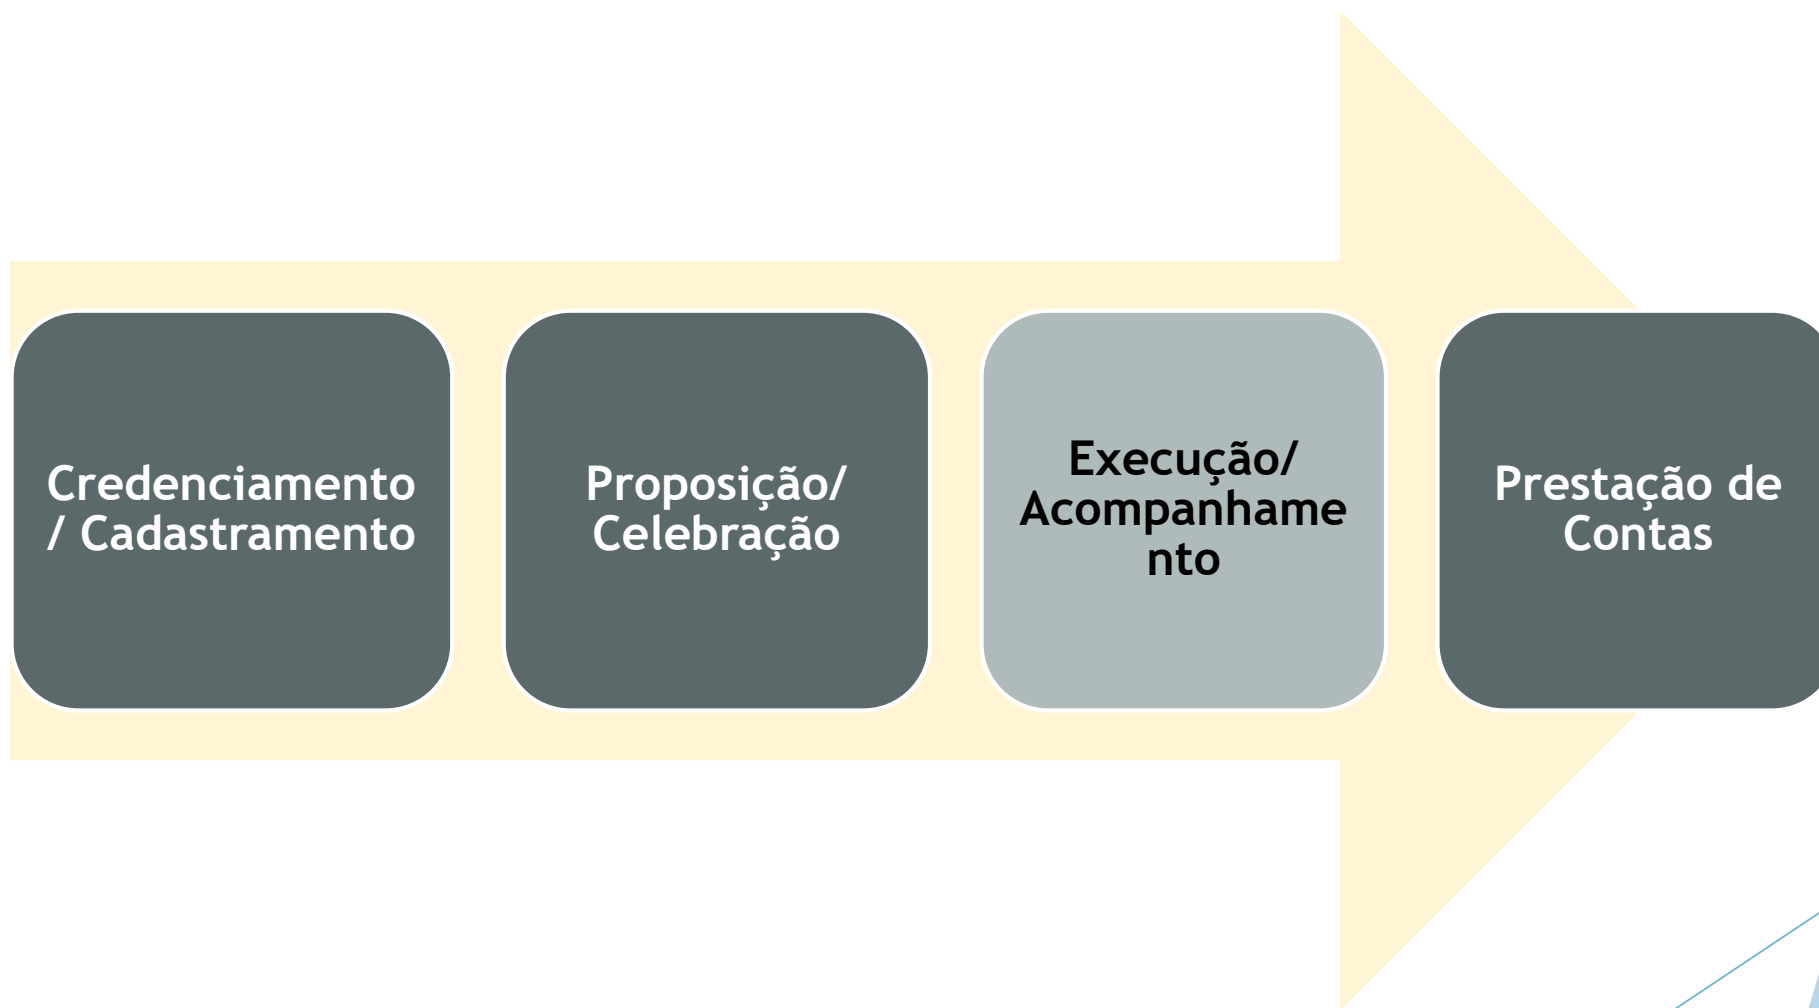 Credenciamento
/ Cadastramento
Proposição/
Celebração
Execução/
Acompanhame
nto
Prestação de
Contas